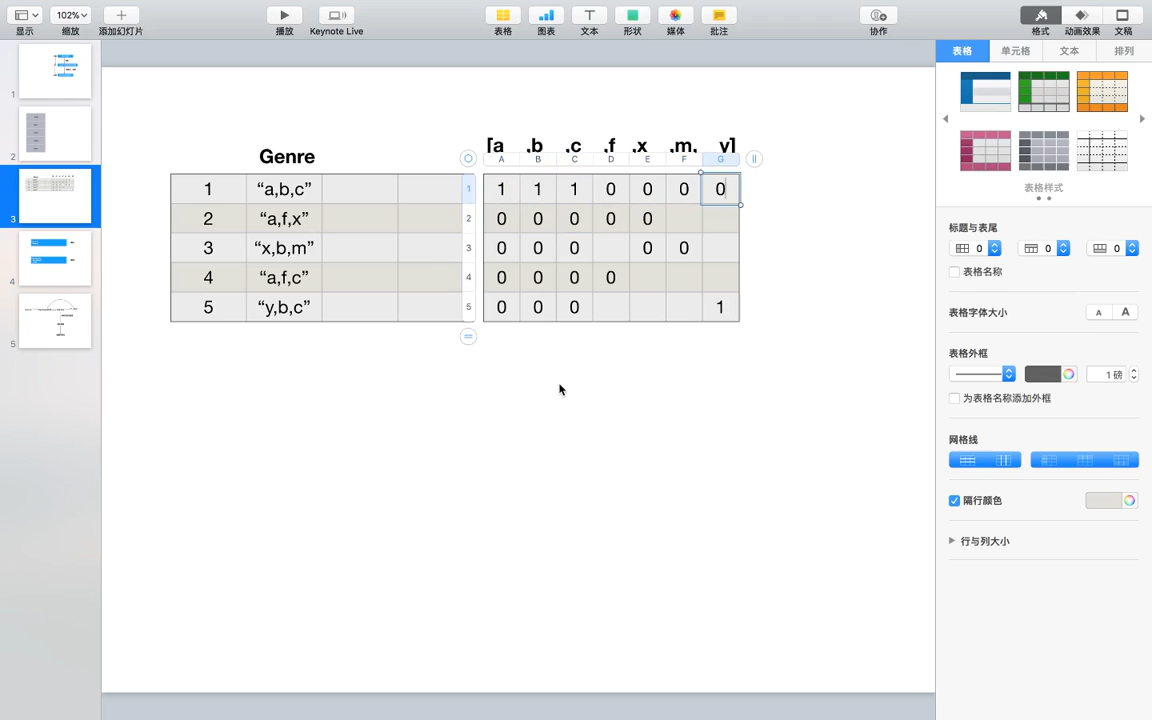 102%
显示 缩放 添加幻灯片 播放 Keynote Live 表格 图表 文本 形状 媒体 批注 协作 格式 动画效果 文稿
表格 单元格 文本 排列
1
2
3
4
5
Genre
[a ,b ,c ,f ,x ,m, y]
A B C D E F G
1 “a,b,c” 1 1 1 1 0 0 0 0
2 “a,f,x” 2 0 0 0 0 0
3 “x,b,m” 3 0 0 0 0 0
4 “a,f,c” 4 0 0 0 0
5 “y,b,c” 5 0 0 0 1
表格样式
标题与表尾
0 0 0
表格名称
表格字体大小 A A
表格外框
1 磅
为表格名称添加外框
网格线
隔行颜色
行与列大小